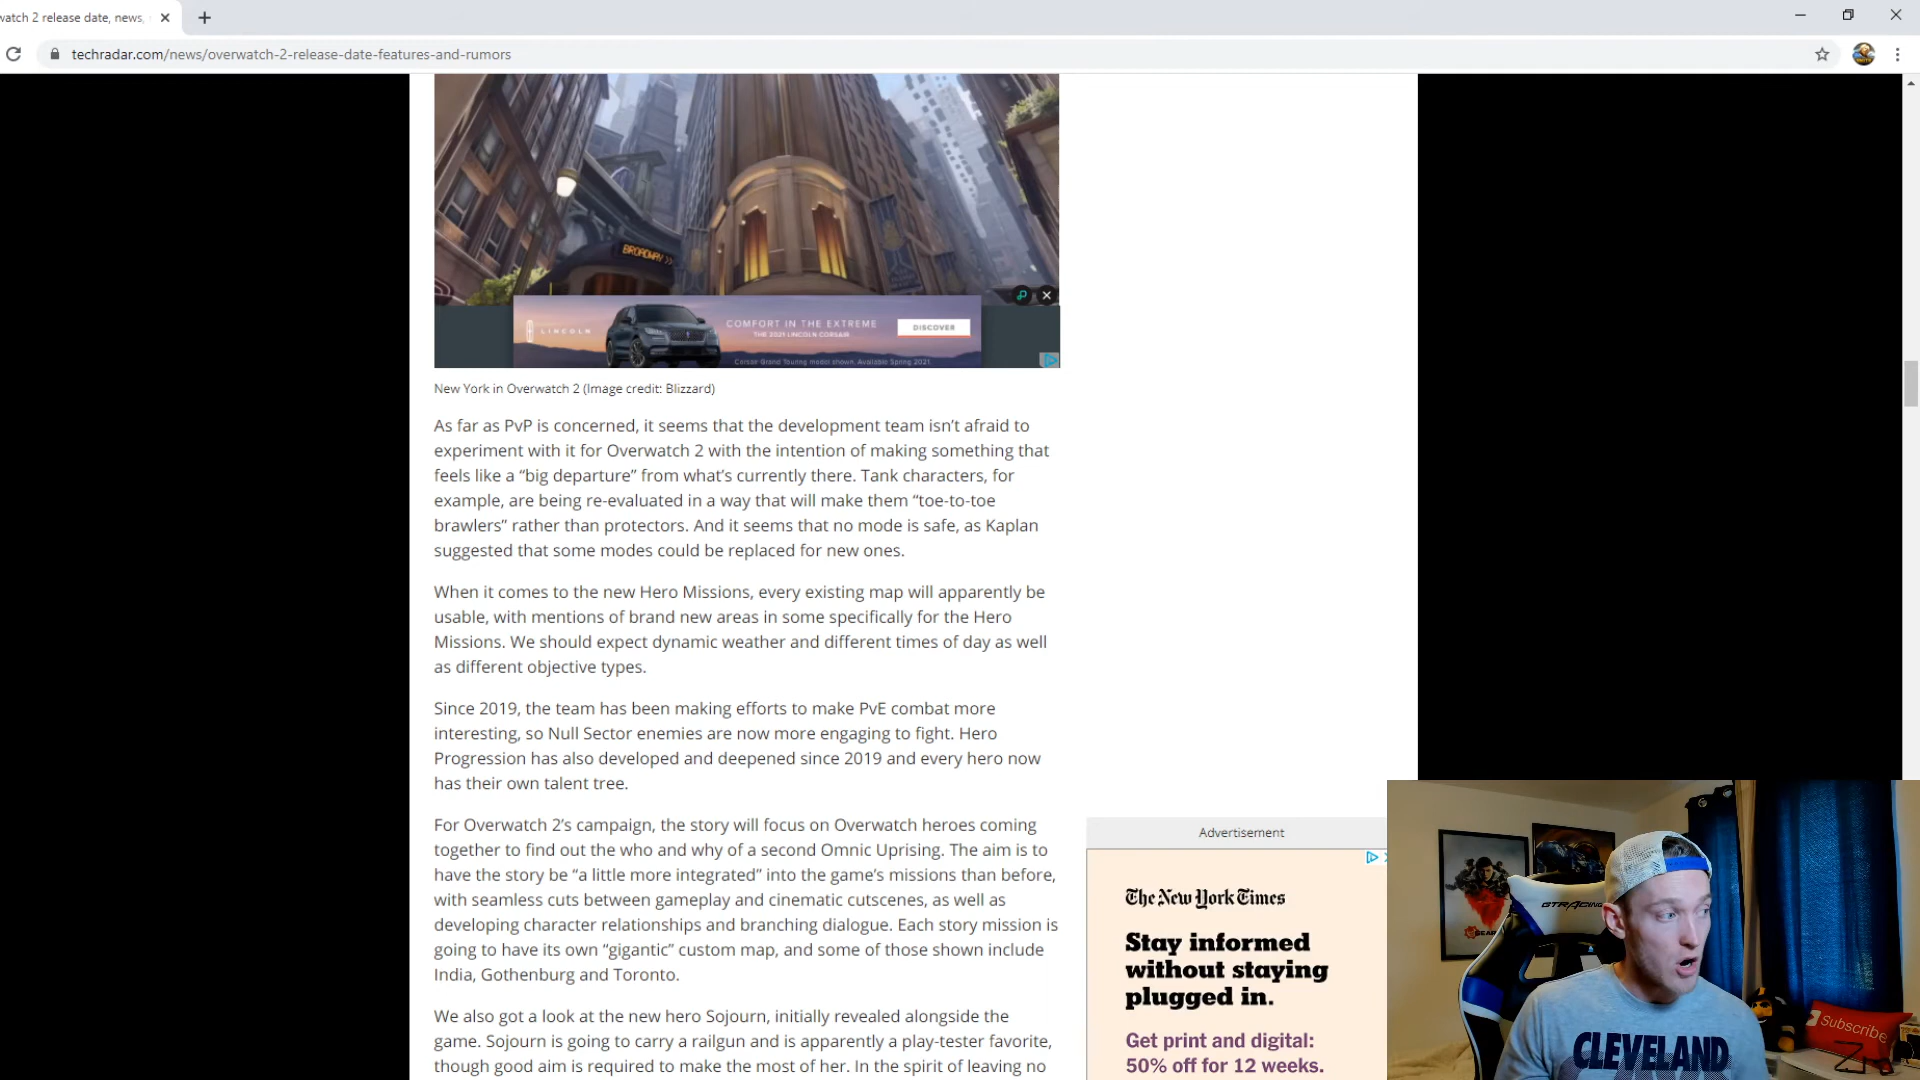 watch 2 release date, news,
techradar.com/news/overwatch-2-release-date-features-and-rumors
BROADWAY >>
LINCOLN
COMFORT IN THE EXTREME
THE 2021 LINCOLN CORSAIR
DISCOVER
Corsair Grand Touring model shown. Available Spring 2021.
New York in Overwatch 2 (Image credit: Blizzard)
As far as PvP is concerned, it seems that the development team isn’t afraid to
experiment with it for Overwatch 2 with the intention of making something that
feels like a “big departure” from what’s currently there. Tank characters, for
example, are being re-evaluated in a way that will make them “toe-to-toe
brawlers” rather than protectors. And it seems that no mode is safe, as Kaplan
suggested that some modes could be replaced for new ones.
When it comes to the new Hero Missions, every existing map will apparently be
usable, with mentions of brand new areas in some specifically for the Hero
Missions. We should expect dynamic weather and different times of day as well
as different objective types.
Since 2019, the team has been making efforts to make PvE combat more
interesting, so Null Sector enemies are now more engaging to fight. Hero
Progression has also developed and deepened since 2019 and every hero now
has their own talent tree.
For Overwatch 2’s campaign, the story will focus on Overwatch heroes coming
together to find out the who and why of a second Omnic Uprising. The aim is to
have the story be “a little more integrated” into the game’s missions than before,
with seamless cuts between gameplay and cinematic cutscenes, as well as
developing character relationships and branching dialogue. Each story mission is
going to have its own “gigantic” custom map, and some of those shown include
India, Gothenburg and Toronto.
We also got a look at the new hero Sojourn, initially revealed alongside the
game. Sojourn is going to carry a railgun and is apparently a play-tester favorite,
though good aim is required to make the most of her. In the spirit of leaving no
Advertisement
The New York Times
Stay informed
without staying
plugged in.
Get print and digital:
50% off for 12 weeks.
GEARS
GTRACING
Subscribe
CLEVELAND